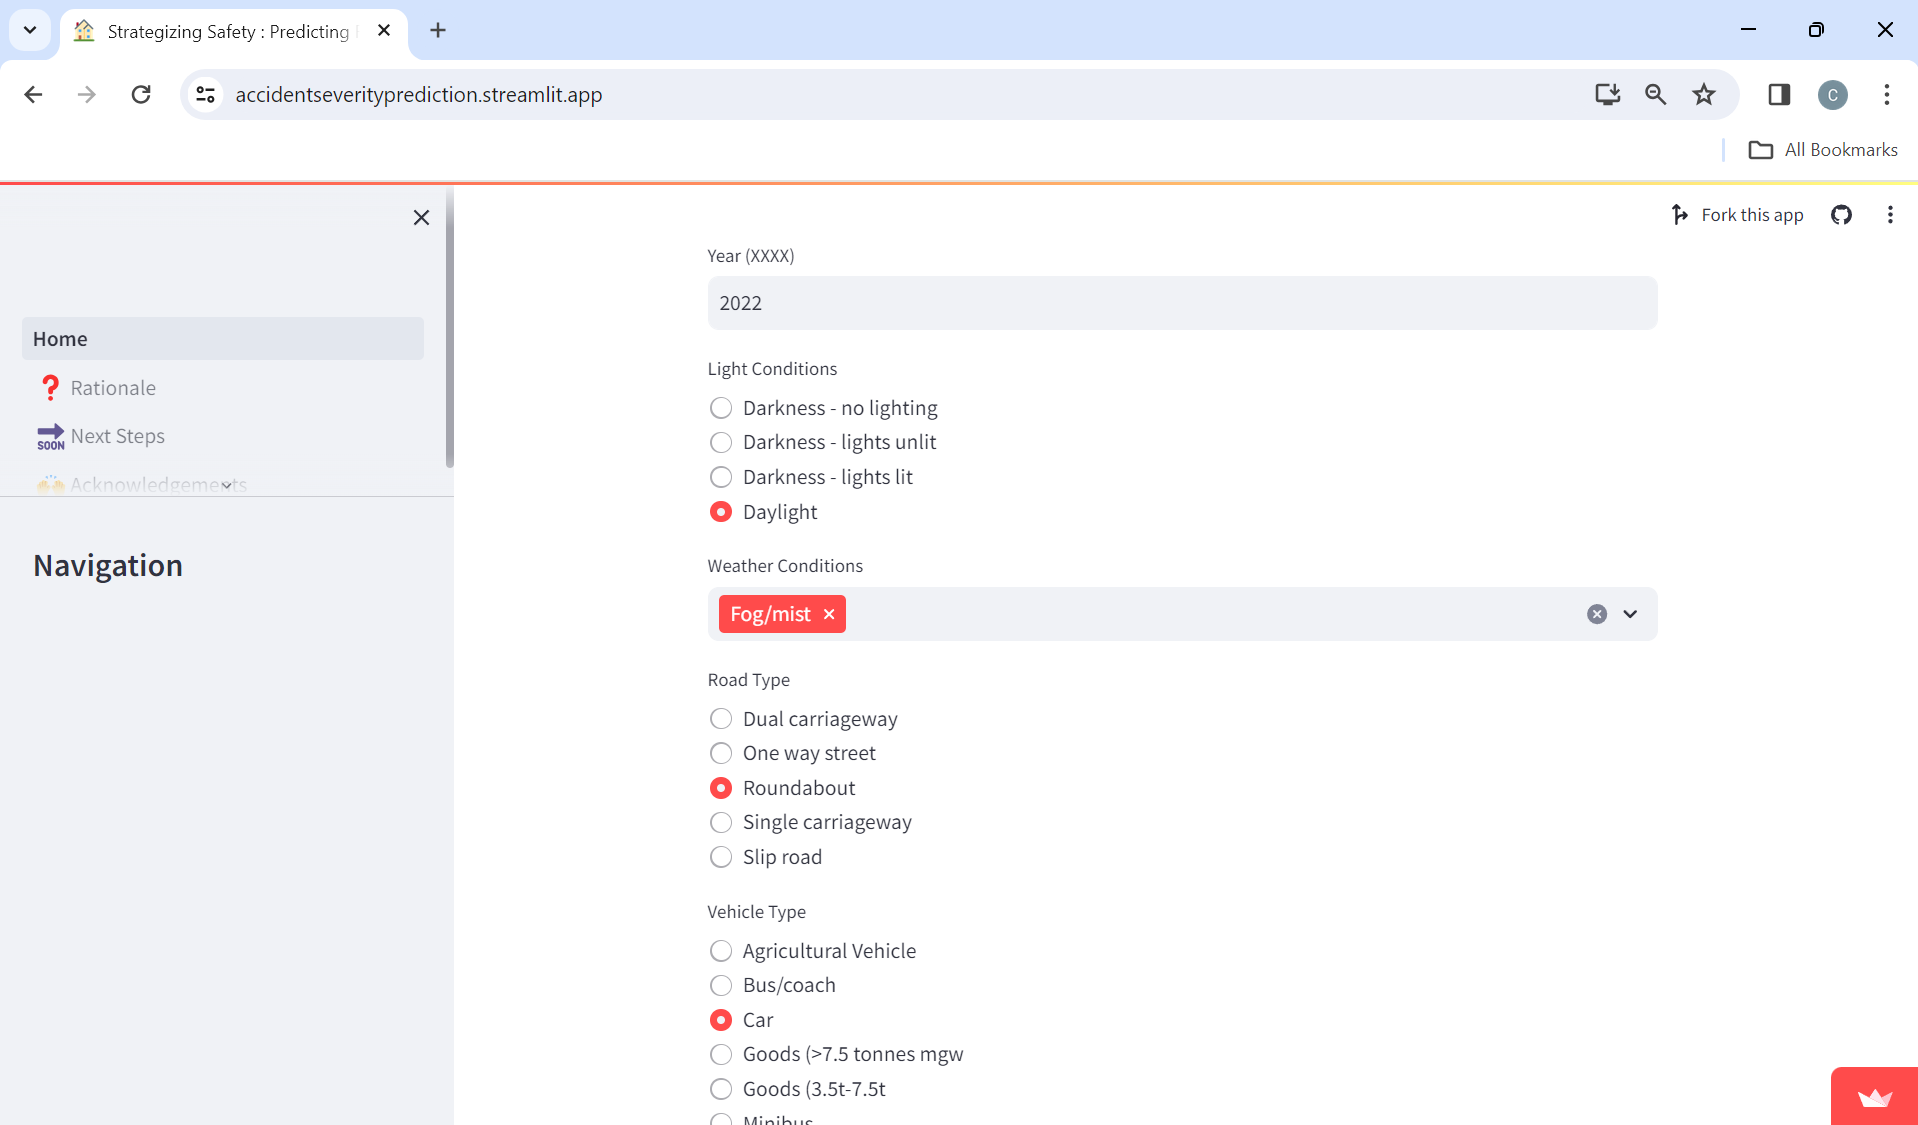 Strategizing Safety : Predicting
accidentseverityprediction.streamlit.app
C
All Bookmarks
Fork this app
Home
Rationale
SOON
Next Steps
Acknowledgements
Navigation
Year (XXXX)
2022
Light Conditions
Darkness - no lighting
Darkness - lights unlit
Darkness - lights lit
Daylight
Weather Conditions
Fog/mist
Road Type
Dual carriageway
One way street
Roundabout
Single carriageway
Slip road
Vehicle Type
Agricultural Vehicle
Bus/coach
Car
Goods (>7.5 tonnes mgw
Goods (3.5t-7.5t
Minibus